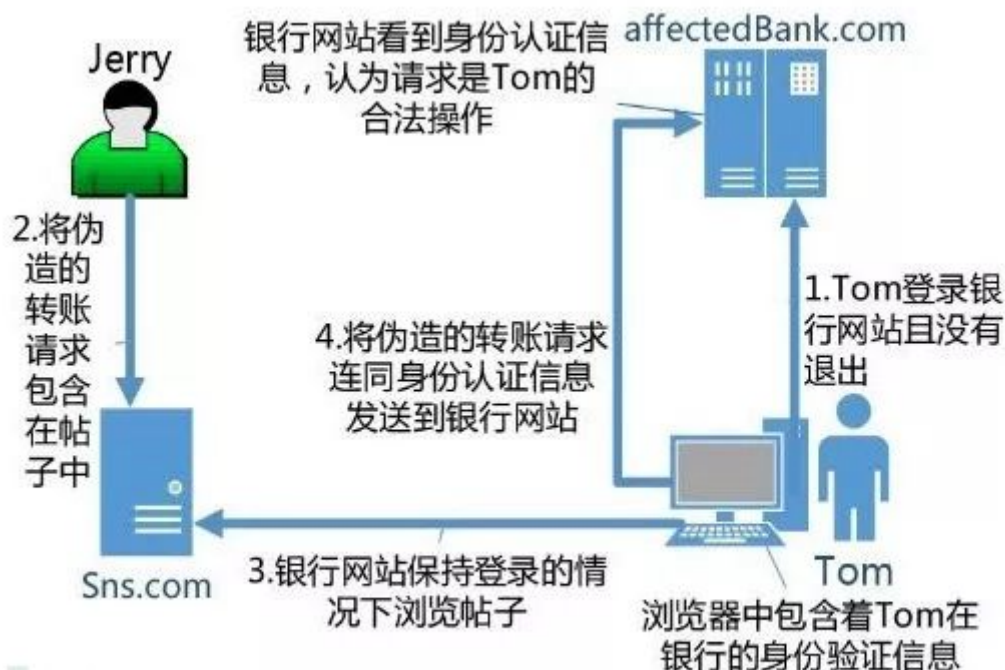 Jerry
银行网站看到身份认证信
息，认为请求是Tom的
合法操作
affectedBank.com
2.将伪
造的
转账
请求
包含
在帖
子中
4.将伪造的转账请求
连同身份认证信息
发送到银行网站
1.Tom登录银
行网站且没有
退出
Sns.com
3.银行网站保持登录的情
况下浏览帖子
Tom
浏览器中包含着Tom在
银行的身份验证信息